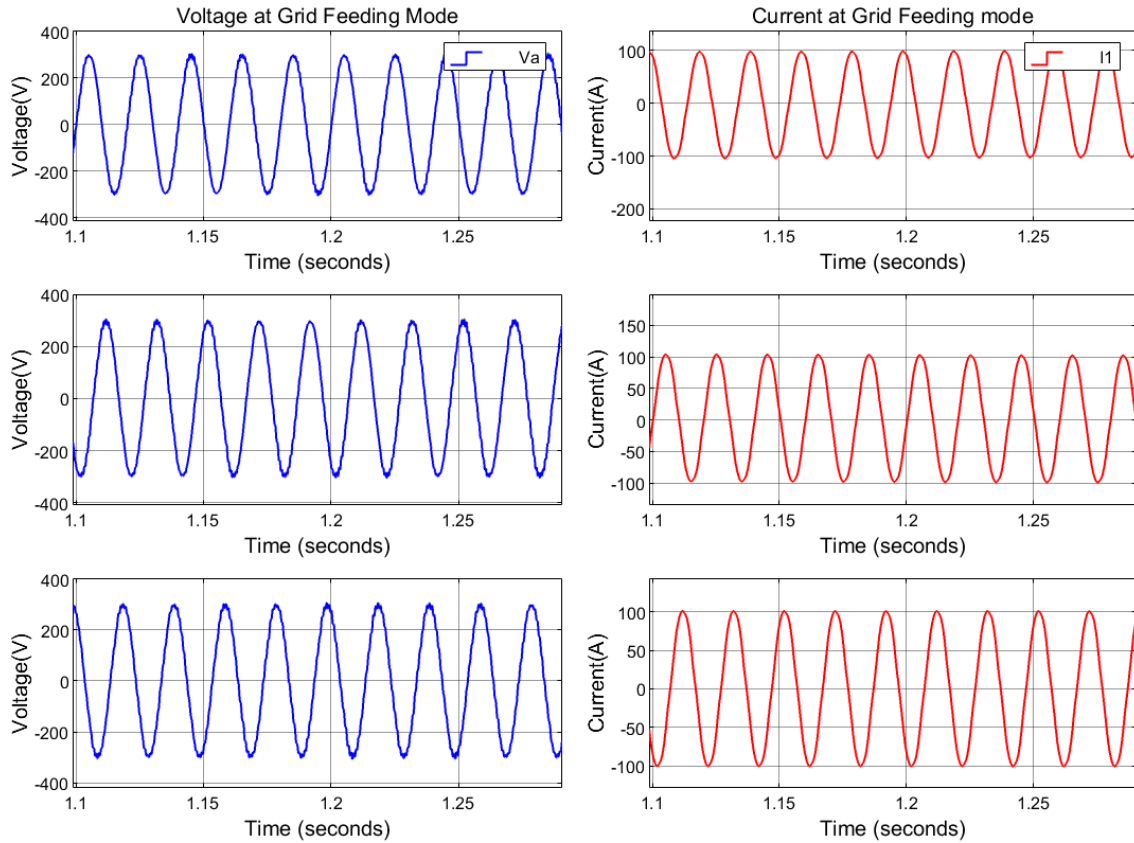 Voltage at Grid Feeding Mode
Voltage(V)
400
200
0
-200
-400
Va
1.1 1.15 1.2 1.25
Time (seconds)
Current at Grid Feeding mode
Current(A)
100
0
-100
-200
I1
1.1 1.15 1.2 1.25
Time (seconds)
Voltage(V)
400
200
0
-200
-400
1.1 1.15 1.2 1.25
Time (seconds)
Current(A)
150
100
50
0
-50
-100
1.1 1.15 1.2 1.25
Time (seconds)
Voltage(V)
400
200
0
-200
-400
1.1 1.15 1.2 1.25
Time (seconds)
Current(A)
100
50
0
-50
-100
1.1 1.15 1.2 1.25
Time (seconds)